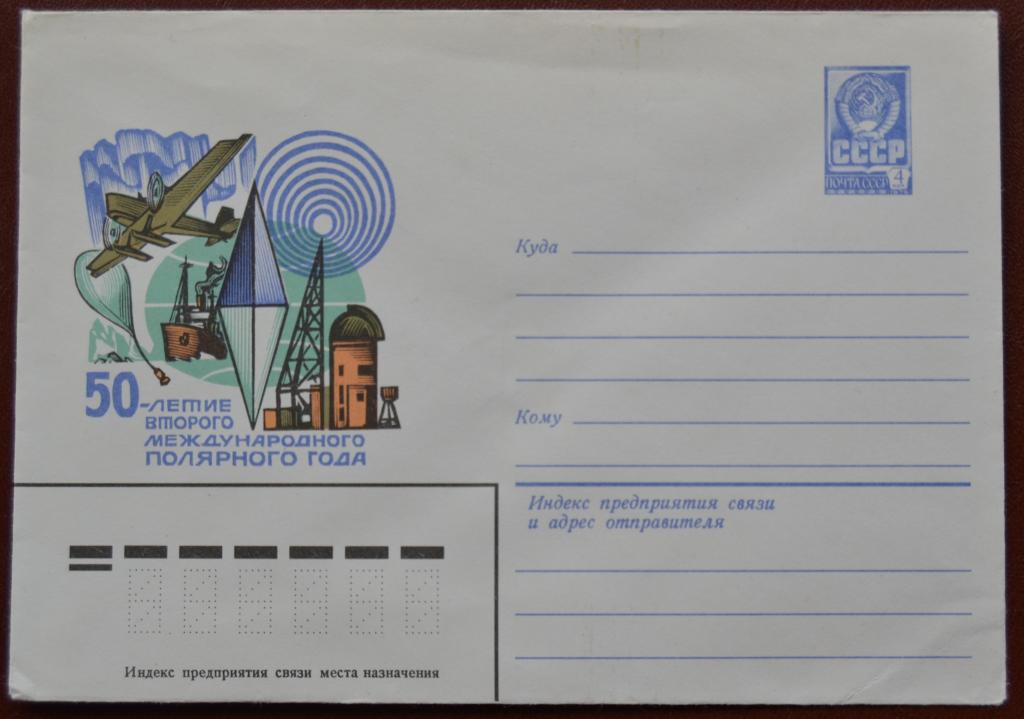 СССР
ПОЧТА СССР 4
50-ЛЕТИЕ
ВТОРОГО
МЕЖДУНАРОДНОГО
ПОЛЯРНОГО ГОДА
Куда
Кому
Индекс предприятия связи
и адрес отправителя
Индекс предприятия связи места назначения